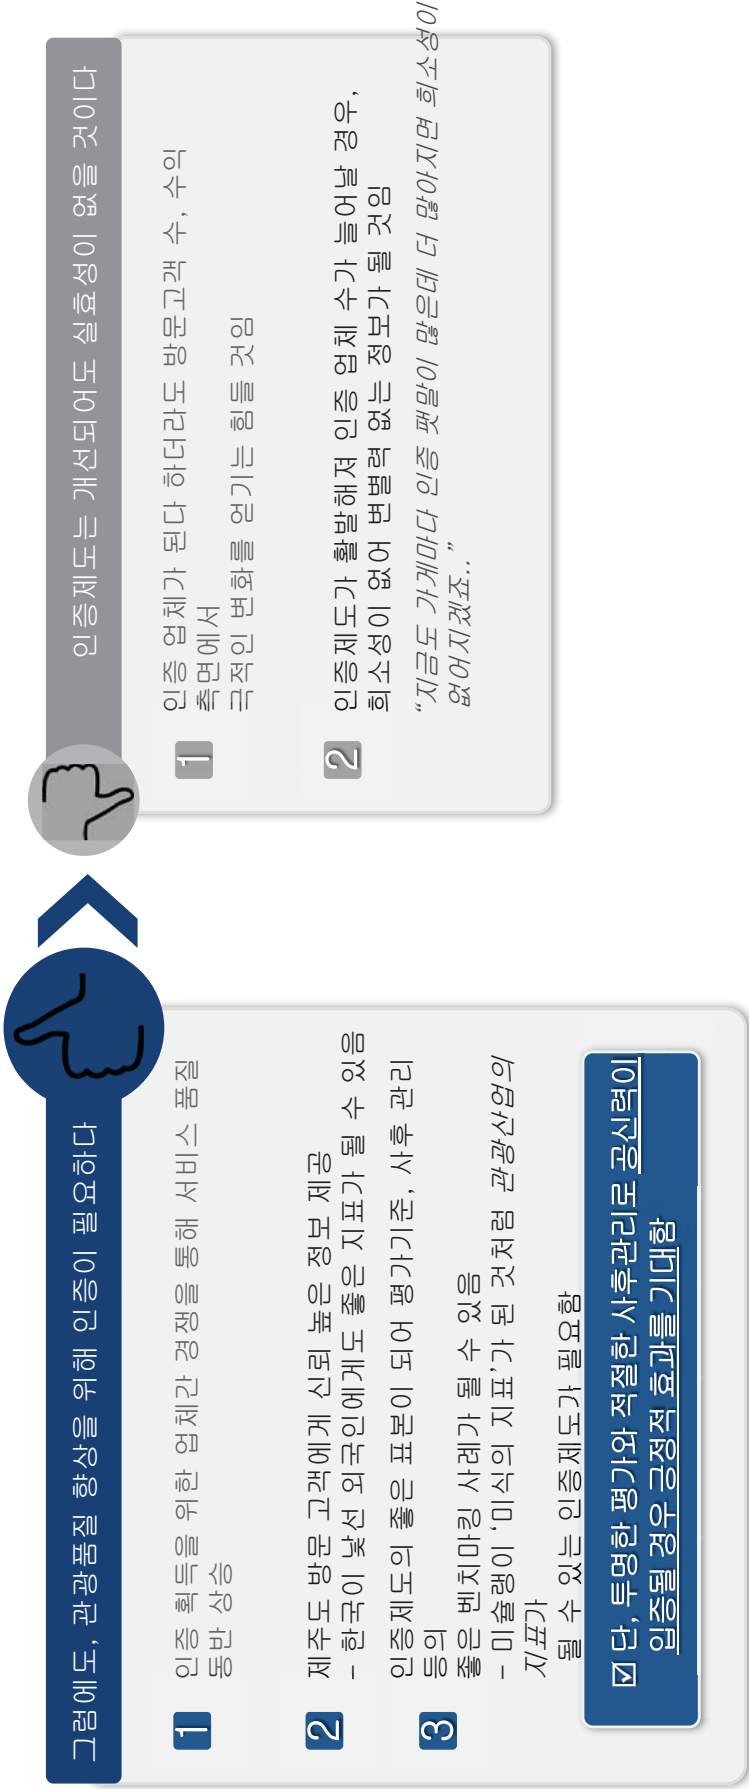 그럼에도, 관광품질 향상을 위해 인증이 필요하다
1
인증 획득을 위한 업체간 경쟁을 통해 서비스 품질
동반 상승
2
제주도 방문 고객에게 신뢰 높은 정보 제공
- 한국이 낯선 외국인에게도 좋은 지표가 될 수 있음
3
인증제도의 좋은 표본이 되어 평가기준, 사후 관리
등의
좋은 벤치마킹 사례가 될 수 있음
- 미슐랭이 ‘미식의 지표’가 된 것처럼 관광산업의
지표가
될 수 있는 인증제도가 필요함
☑ 단, 투명한 평가와 적절한 사후관리로 공신력이
입증될 경우 긍정적 효과를 기대함
인증제도는 개선되어도 실효성이 없을 것이다
1
인증 업체가 된다 하더라도 방문고객 수, 수익
측면에서
극적인 변화를 얻기는 힘들 것임
2
인증제도가 활발해져 인증 업체 수가 늘어날 경우,
희소성이 없어 변별력 없는 정보가 될 것임
“지금도 가게마다 인증 팻말이 많은데 더 많아지면 희소성이
없어지겠죠..”